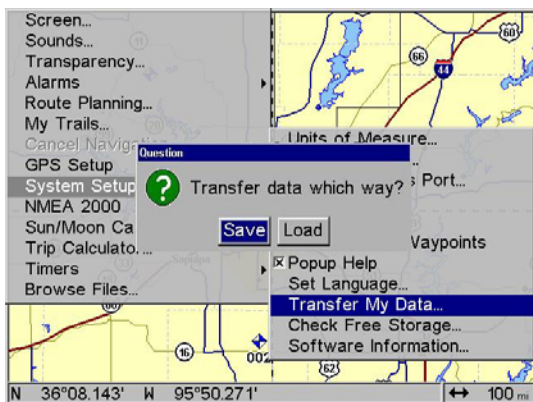 Screen...
Sounds...
Transparency...
Alarms
Route Planning...
My Trails...
Cancel Navig
GPS Setup
System Setup
NMEA 2000
Sun/Moon Ca
Trip Calculato...
Timers
Browse Files...
60
66
44
Units of Measure...
s Port...
Waypoints
Popup Help
Set Language...
Transfer My Data...
Check Free Storage...
Software Information...
Question
Transfer data which way?
Save Load
Sapulpa
16
002
62
N 36°08.143' W 95°50.271' 100 mi